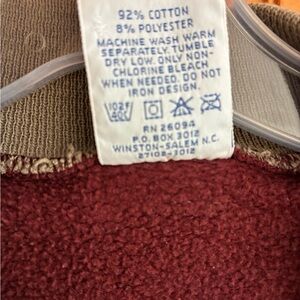 92% COTTON
8% POLYESTER
MACHINE WASH WARM
SEPARATELY. TUMBLE
DRY LOW. ONLY NON-
CHLORINE BLEACH
WHEN NEEDED. DO NOT
IRON DESIGN.
RN 26094
P.O. BOX 3012
WINSTON-SALEM N.C.
27102-3012